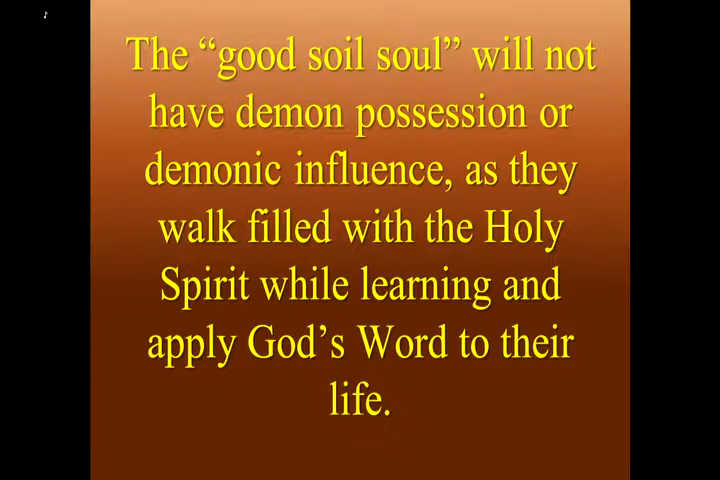 The “good soil soul” will not
have demon possession or
demonic influence, as they
walk filled with the Holy
Spirit while learning and
apply God’s Word to their
life.